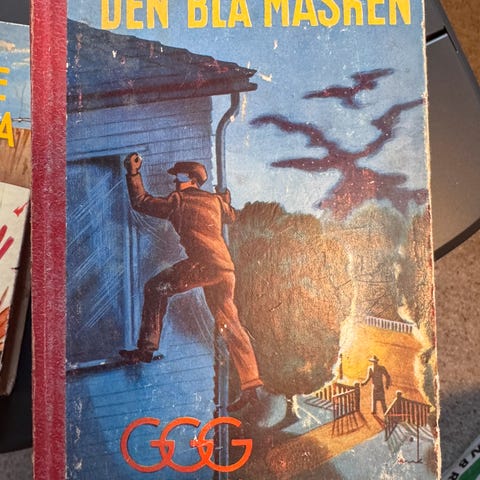 DEN BLÅ MASKEN
GGG
E
A